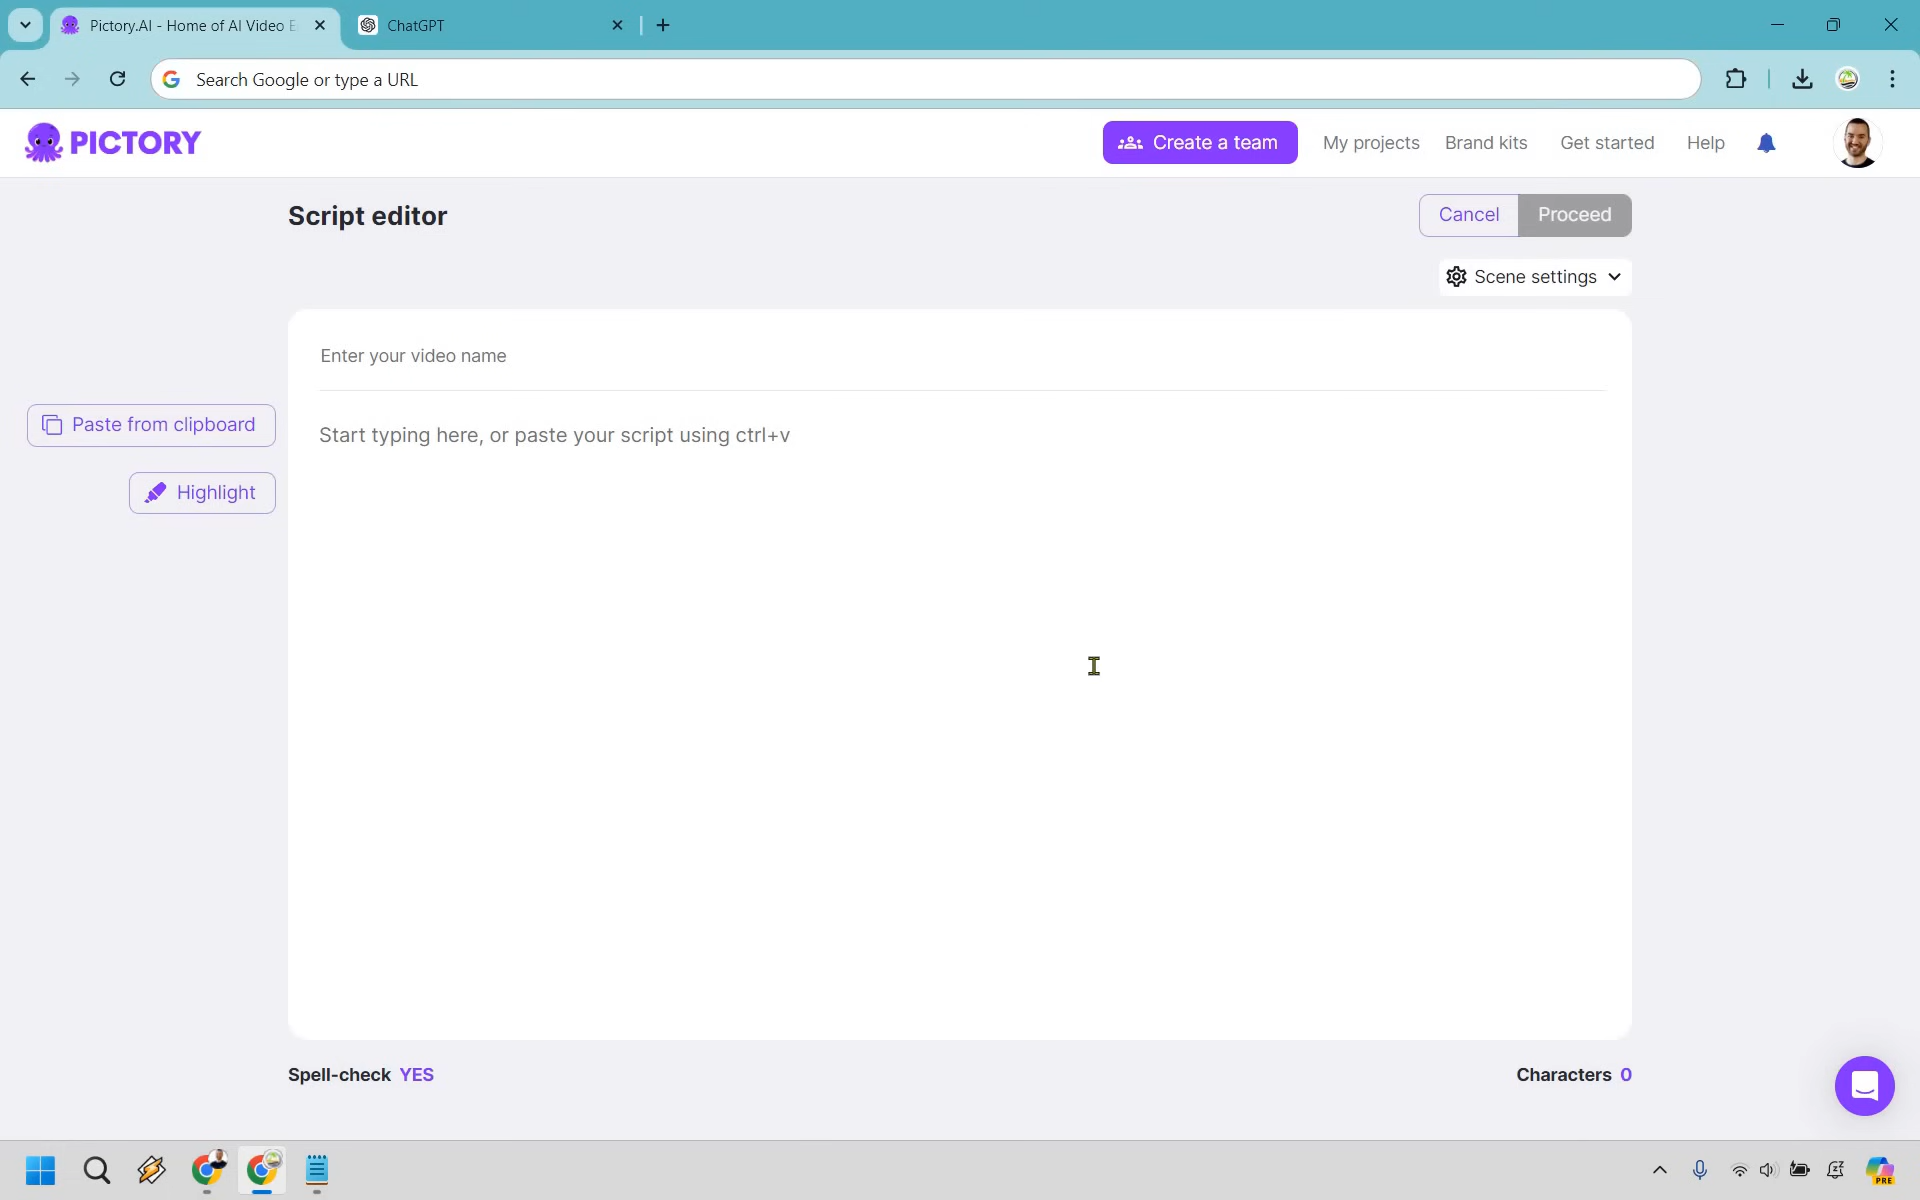 Pictory.AI - Home of AI Video E
ChatGPT
Search Google or type a URL
PICTORY
Create a team
My projects
Brand kits
Get started
Help
Script editor
Cancel
Proceed
Scene settings
Enter your video name
Paste from clipboard
Start typing here, or paste your script using ctrl+v
Highlight
Spell-check YES
Characters 0
PRE